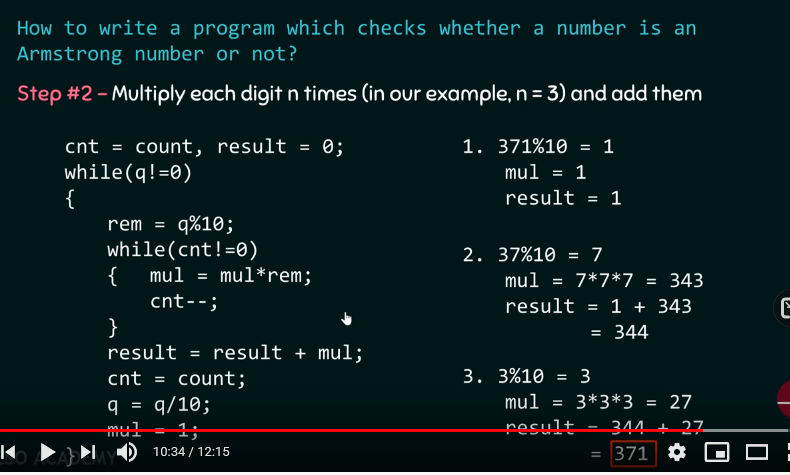 How to write a program which checks whether a number is an
Armstrong number or not?
Step #2 – Multiply each digit n times (in our example, n = 3) and add them
cnt = count, result = 0;
while(q!=0)
{
rem = q%10;
while(cnt!=0)
{ mul = mul*rem;
cnt--;
}
result = result + mul;
cnt = count;
q = q/10;
mul = 1;
}
1. 371%10 = 1
mul = 1
result = 1
2. 37%10 = 7
mul = 7*7*7 = 343
result = 1 + 343
= 344
3. 3%10 = 3
mul = 3*3*3 = 27
result = 344 + 27
= 371
SO ACADEMY
10:34 / 12:15